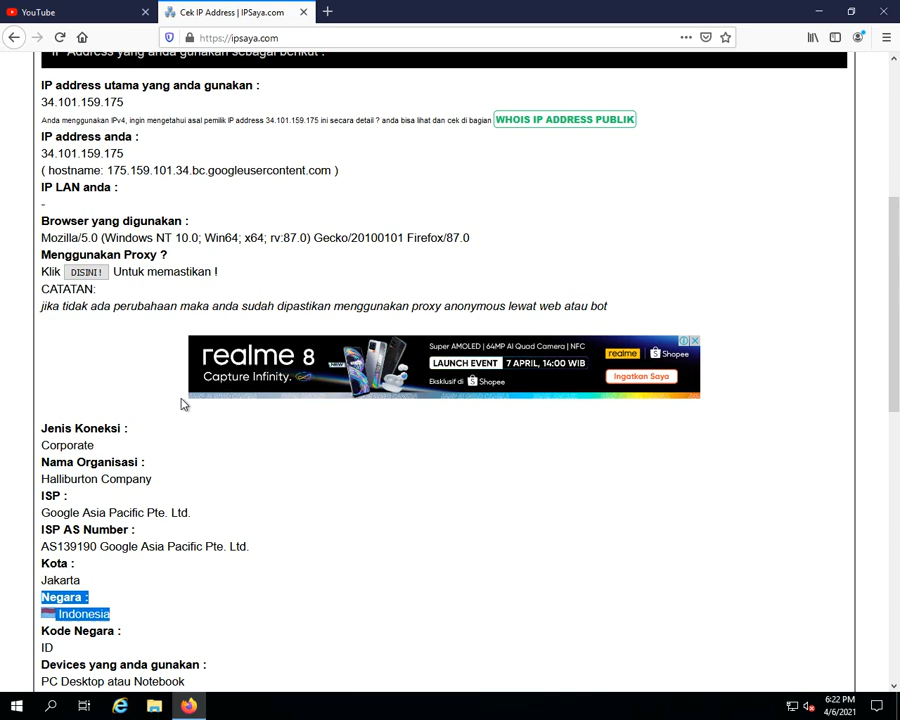 YouTube
Cek IP Address | IPSaya.com
https://ipsaya.com
IP Address yang anda gunakan sebagai berikut :
IP address utama yang anda gunakan :
34.101.159.175
Anda menggunakan IPv4, ingin mengetahui asal pemilik IP address 34.101.159.175 ini secara detail ? anda bisa lihat dan cek di bagian WHOIS IP ADDRESS PUBLIK
IP address anda :
34.101.159.175
( hostname: 175.159.101.34.bc.googleusercontent.com )
IP LAN anda :
-
Browser yang digunakan :
Mozilla/5.0 (Windows NT 10.0; Win64; x64; rv:87.0) Gecko/20100101 Firefox/87.0
Menggunakan Proxy ?
Klik DISINI! Untuk memastikan !
CATATAN:
jika tidak ada perubahaan maka anda sudah dipastikan menggunakan proxy anonymous lewat web atau bot
realme 8
Capture Infinity.
NEW
Super AMOLED | 64MP AI Quad Camera | NFC
LAUNCH EVENT 7 APRIL, 14:00 WIB
Eksklusif di Shopee
realme Shopee
Ingatkan Saya
Jenis Koneksi :
Corporate
Nama Organisasi :
Halliburton Company
ISP :
Google Asia Pacific Pte. Ltd.
ISP AS Number :
AS139190 Google Asia Pacific Pte. Ltd.
Kota :
Jakarta
Negara :
Indonesia
Kode Negara :
ID
Devices yang anda gunakan :
PC Desktop atau Notebook
6:22 PM
4/6/2021